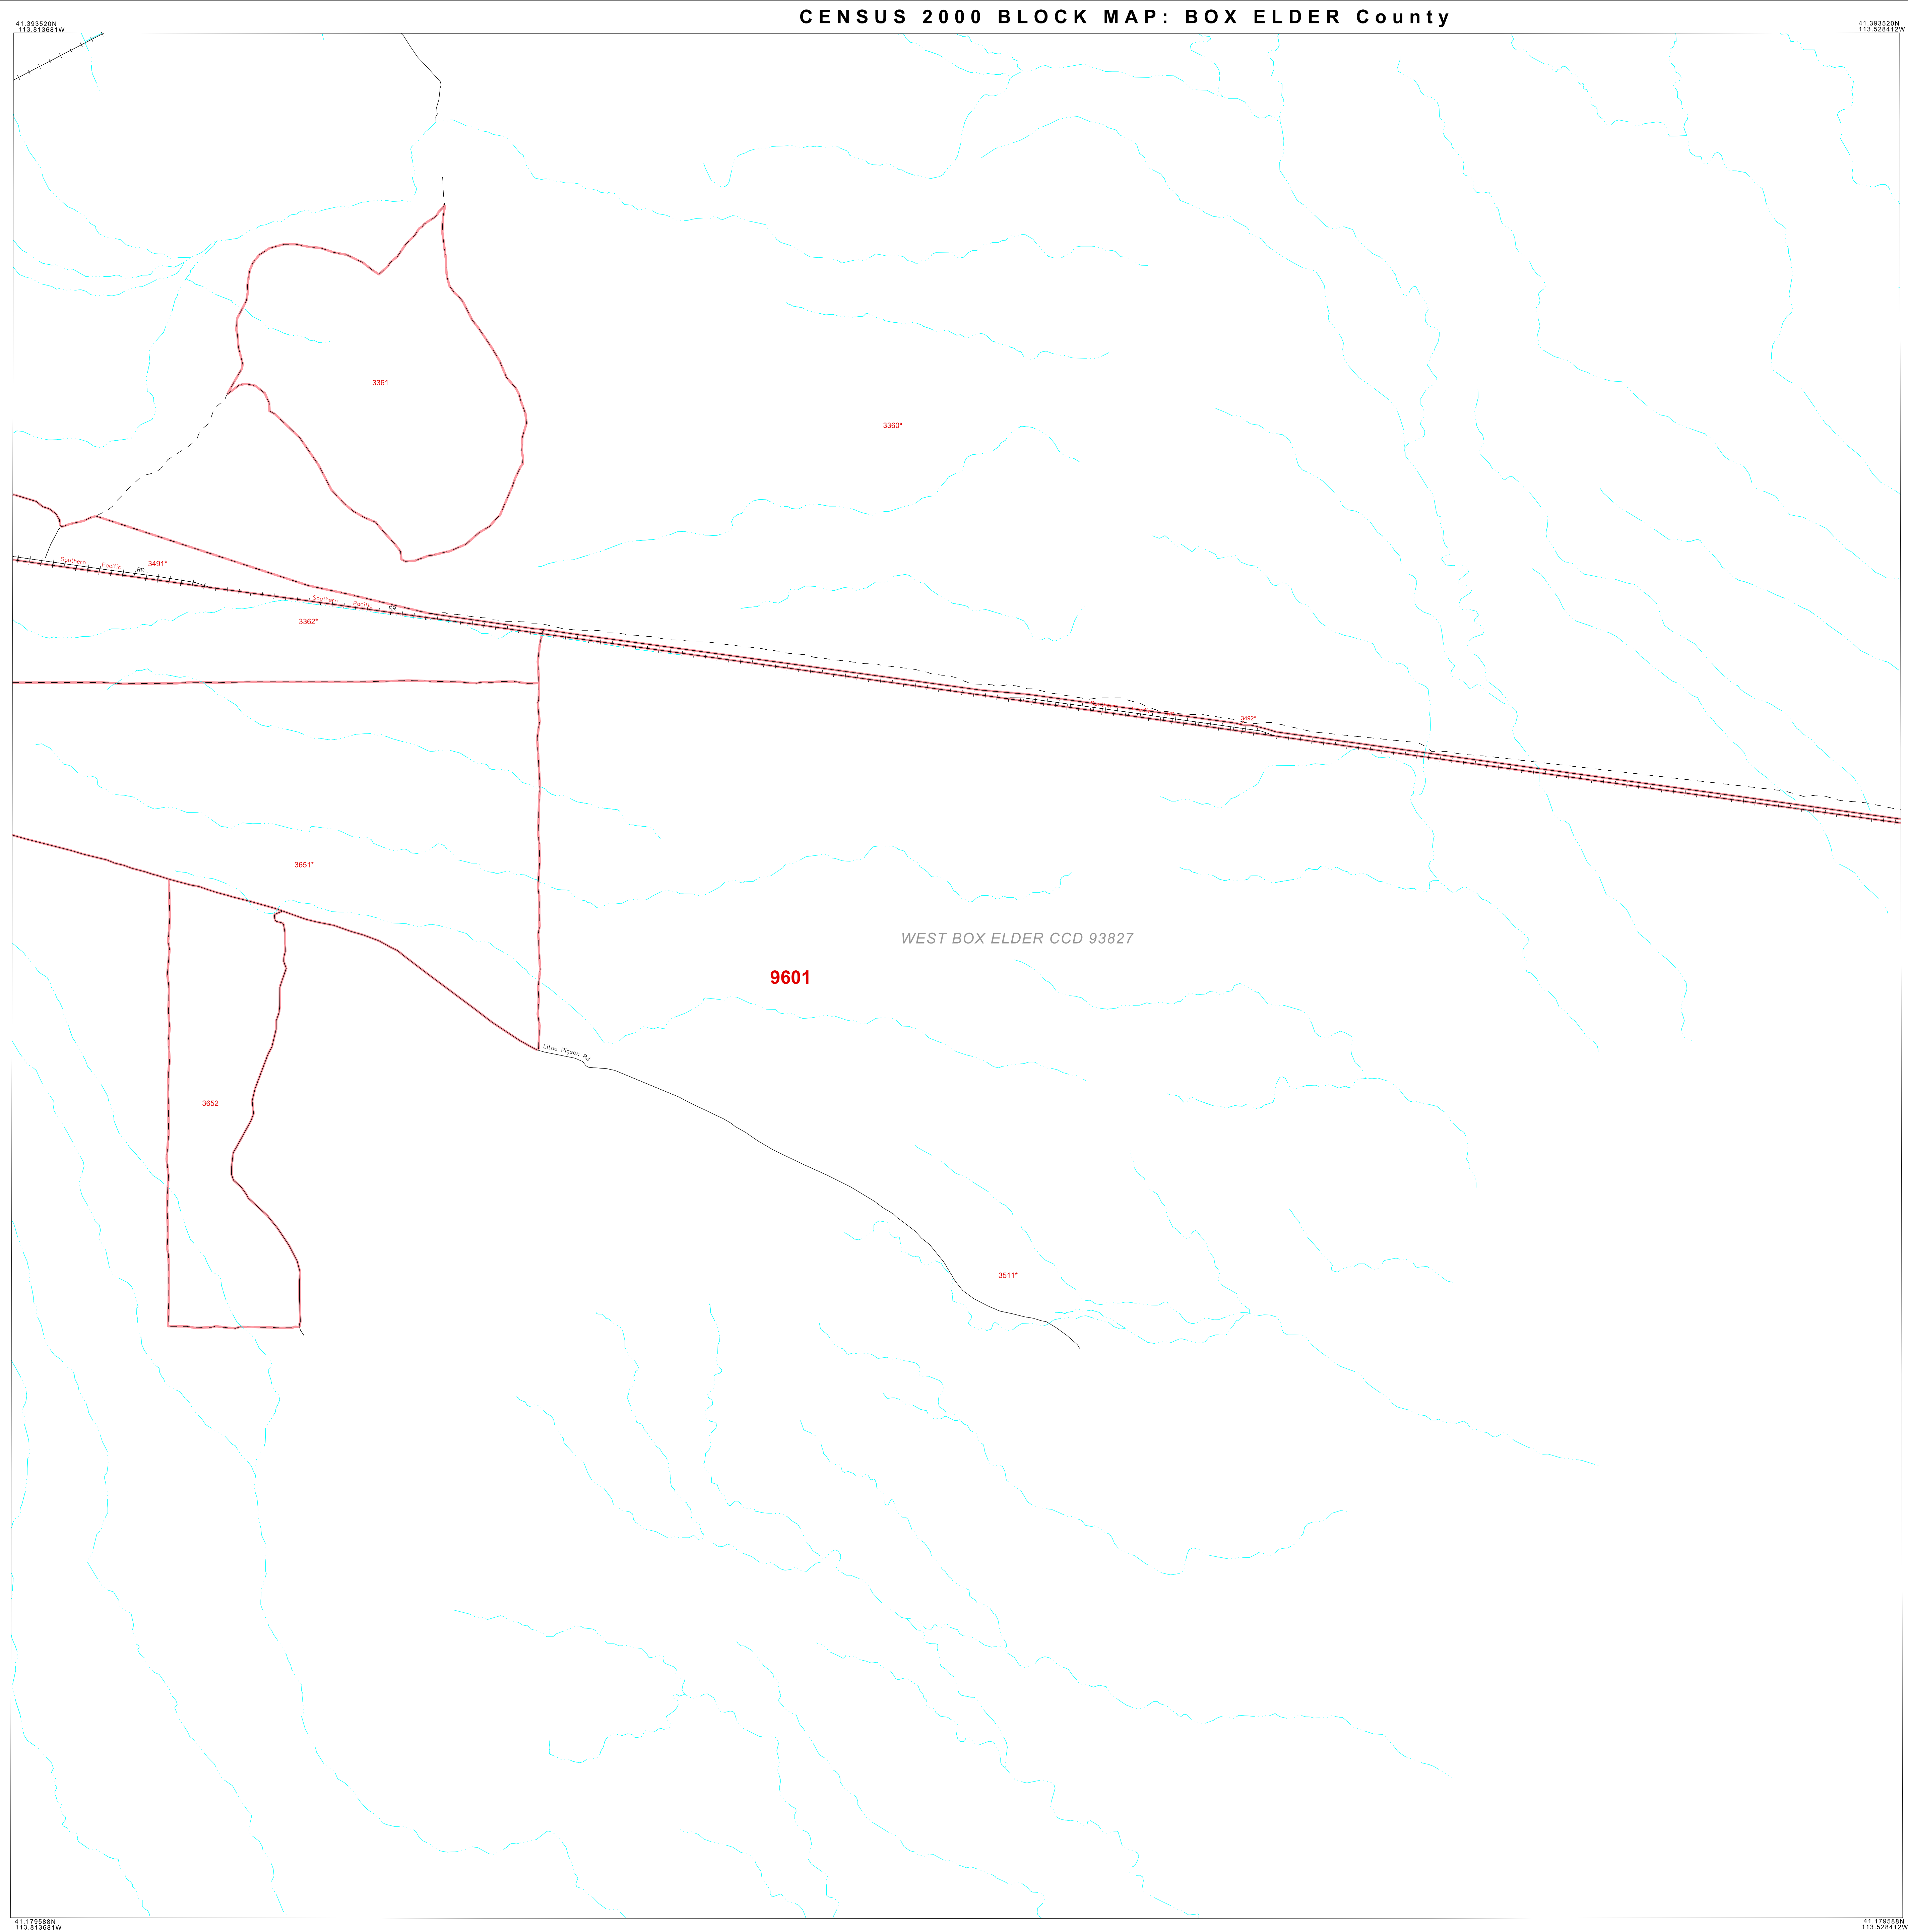 CENSUS 2000 BLOCK MAP: BOX ELDER County
41.393520N
113.813681W
41.393520N
113.528412W
3361
3360*
Southern Pacific RR
3491*
Southern Pacific RR
3362*
3492*
3651*
WEST BOX ELDER CCD 93827
9601
Little Pigeon Rd
3652
3511*
41.179588N
113.813681W
41.179588N
113.528412W